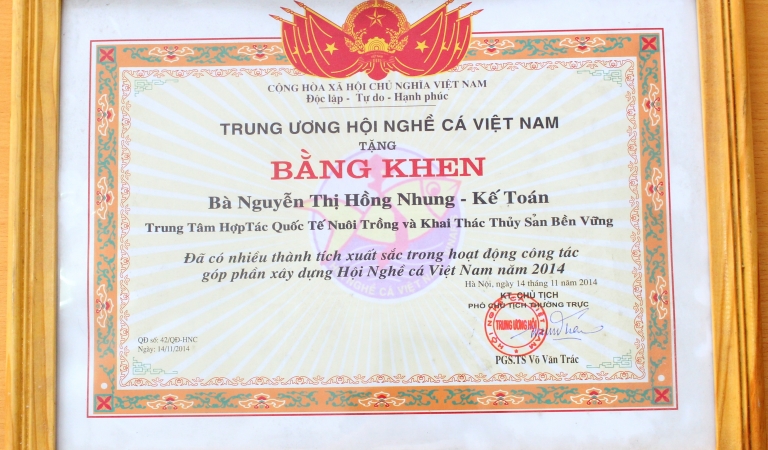 CỘNG HÒA XÃ HỘI CHỦ NGHĨA VIỆT NAM
Độc lập - Tự do - Hạnh phúc
TRUNG ƯƠNG HỘI NGHỀ CÁ VIỆT NAM
TẶNG
BẰNG KHEN
Bà Nguyễn Thị Hồng Nhung - Kế Toán
Trung Tâm HợpTác Quốc Tế Nuôi Trồng và Khai Thác Thủy Sản Bền Vững
Đã có nhiều thành tích xuất sắc trong hoạt động công tác
góp phần xây dựng Hội Nghề cá Việt Nam năm 2014
Hà Nội, ngày 14 tháng 11 năm 2014
KT. CHỦ TỊCH
PHÓ CHỦ TỊCH THƯỜNG TRỰC
TRUNG ƯƠNG HỘI
QĐ số: 42/QĐ-HNC
Ngày: 14/11/2014
PGS.TS Võ Văn Trác